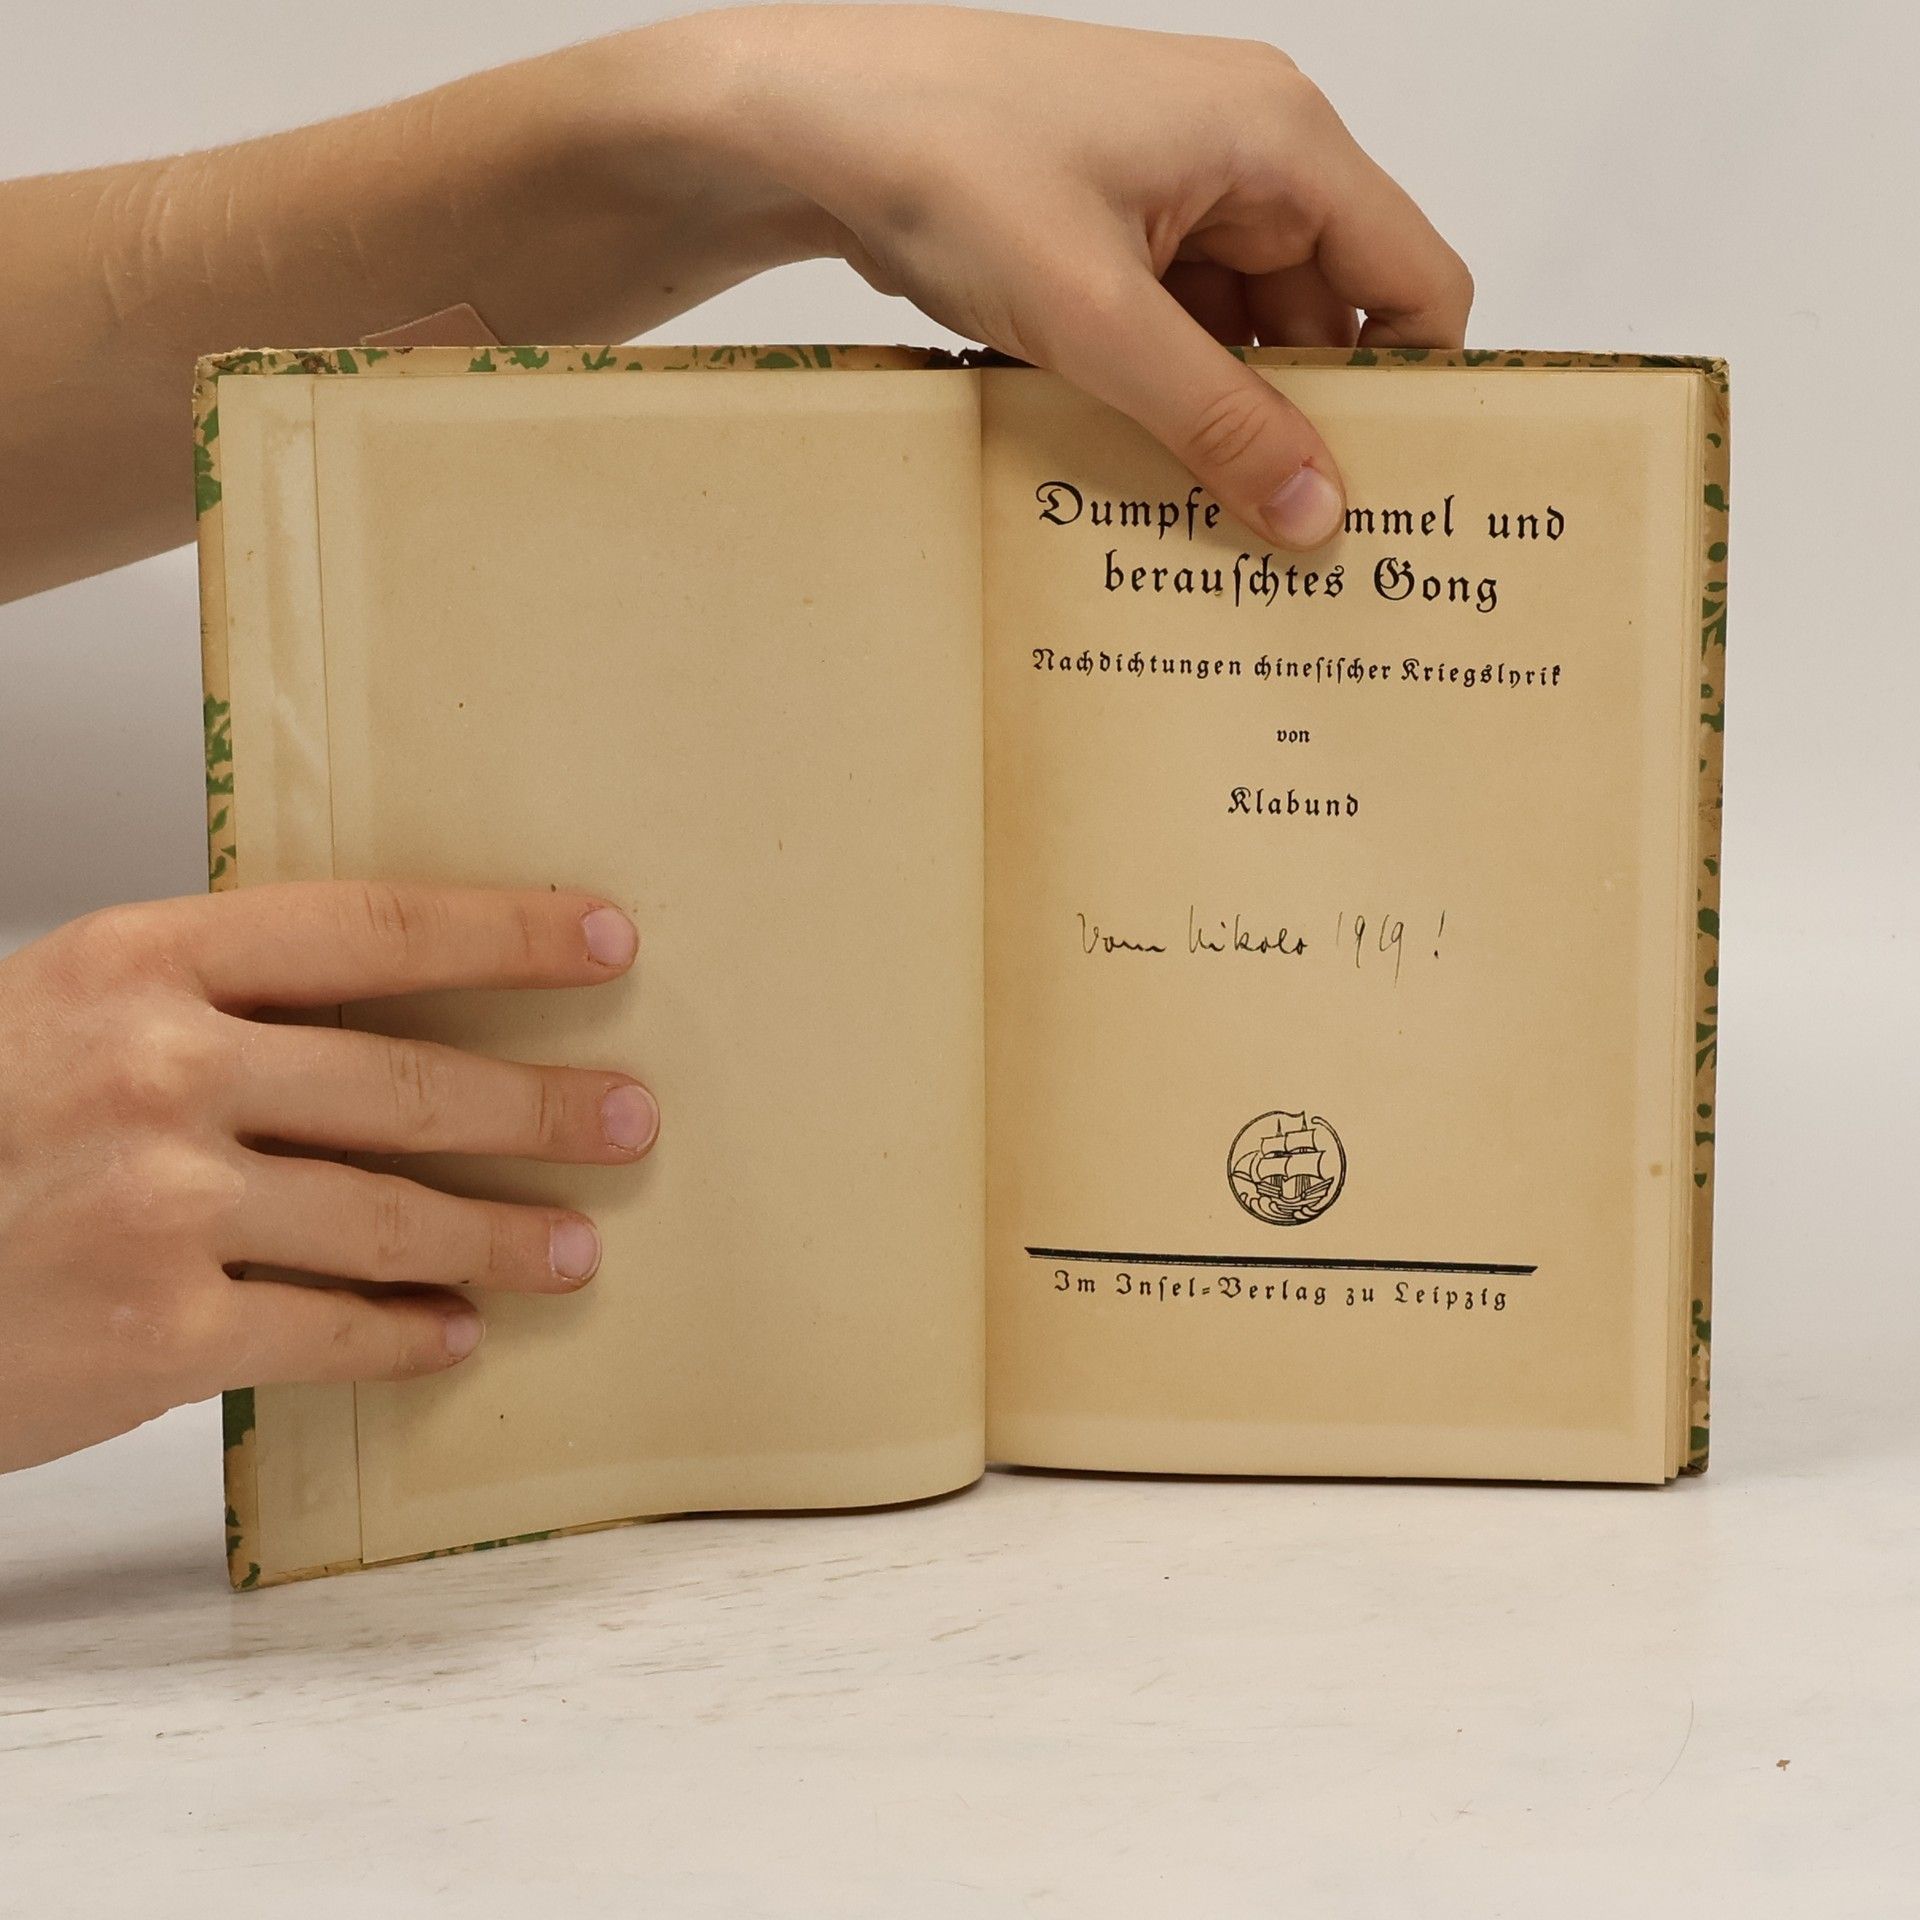 Dumpfe mmel und
berauschtes Gong
Nachdichtungen chinesischer Kriegslyrik
von
Klabund
Vom Nikolo 1919!
Im Insel-Verlag zu Leipzig